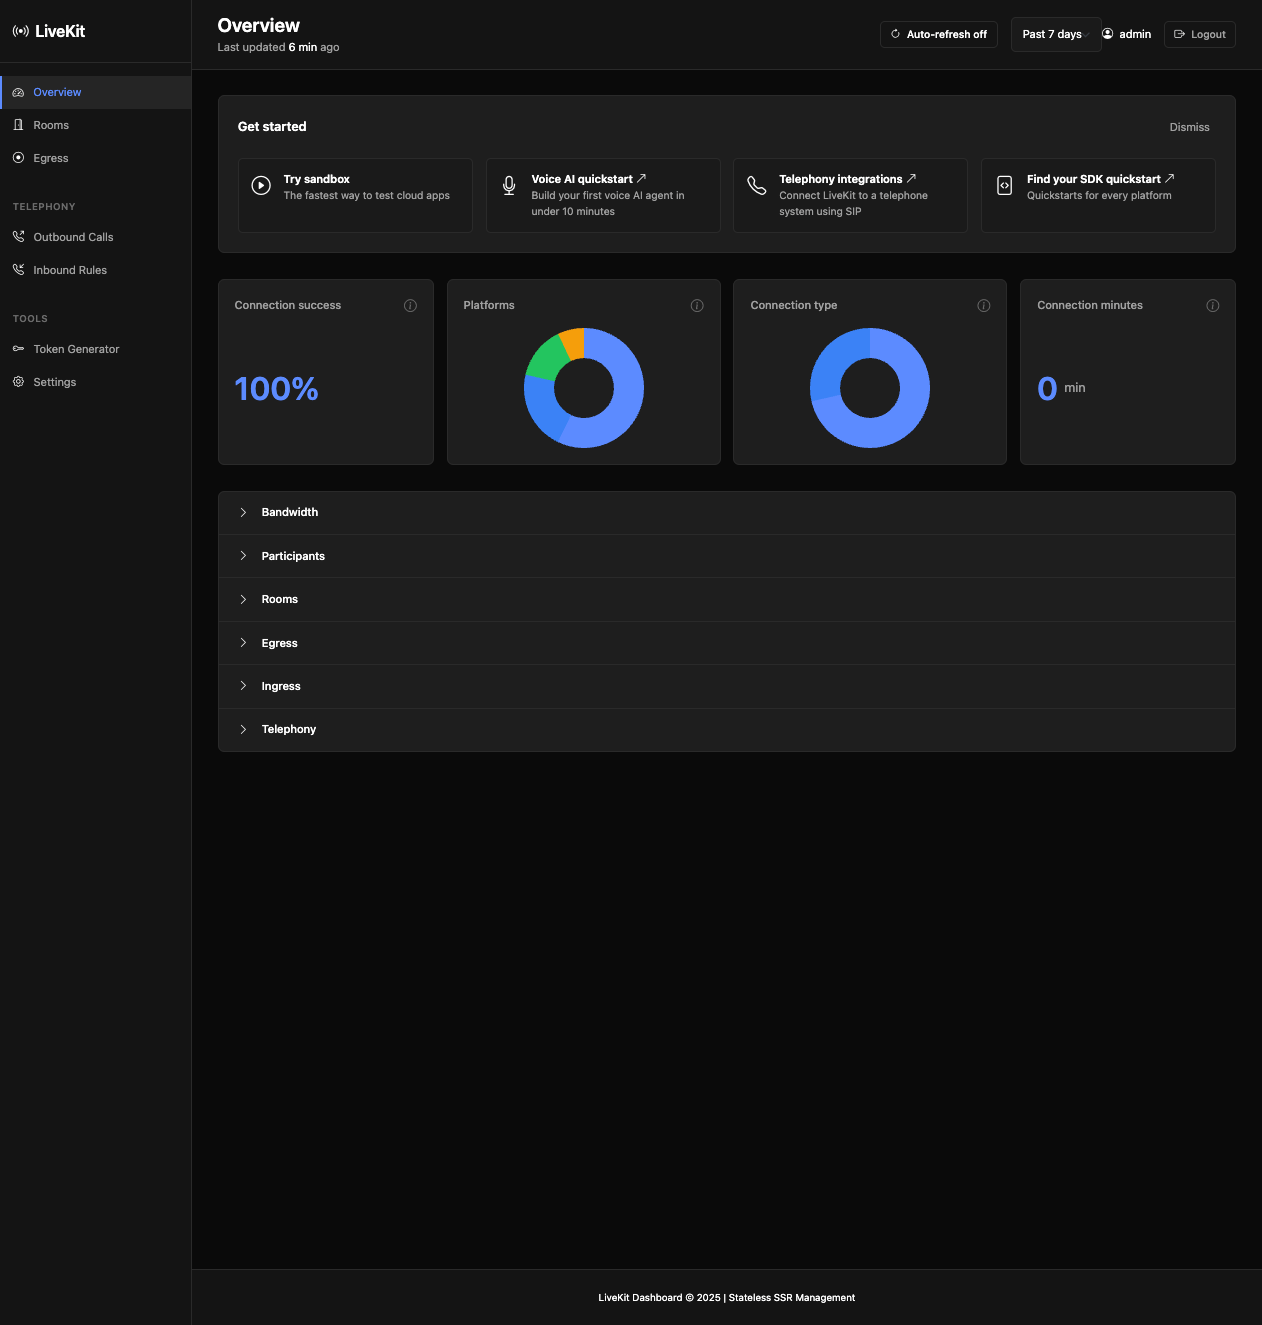 LiveKit
Overview
Rooms
Egress
TELEPHONY
Outbound Calls
Inbound Rules
TOOLS
Token Generator
Settings
Overview
Last updated 6 min ago
Auto-refresh off
Past 7 days
admin
Logout
Get started
Dismiss
Try sandbox
The fastest way to test cloud apps
Voice AI quickstart
Build your first voice AI agent in
under 10 minutes
Telephony integrations
Connect LiveKit to a telephone
system using SIP
Find your SDK quickstart
Quickstarts for every platform
Connection success
100%
Platforms
Connection type
Connection minutes
0 min
Bandwidth
Participants
Rooms
Egress
Ingress
Telephony
LiveKit Dashboard © 2025 | Stateless SSR Management